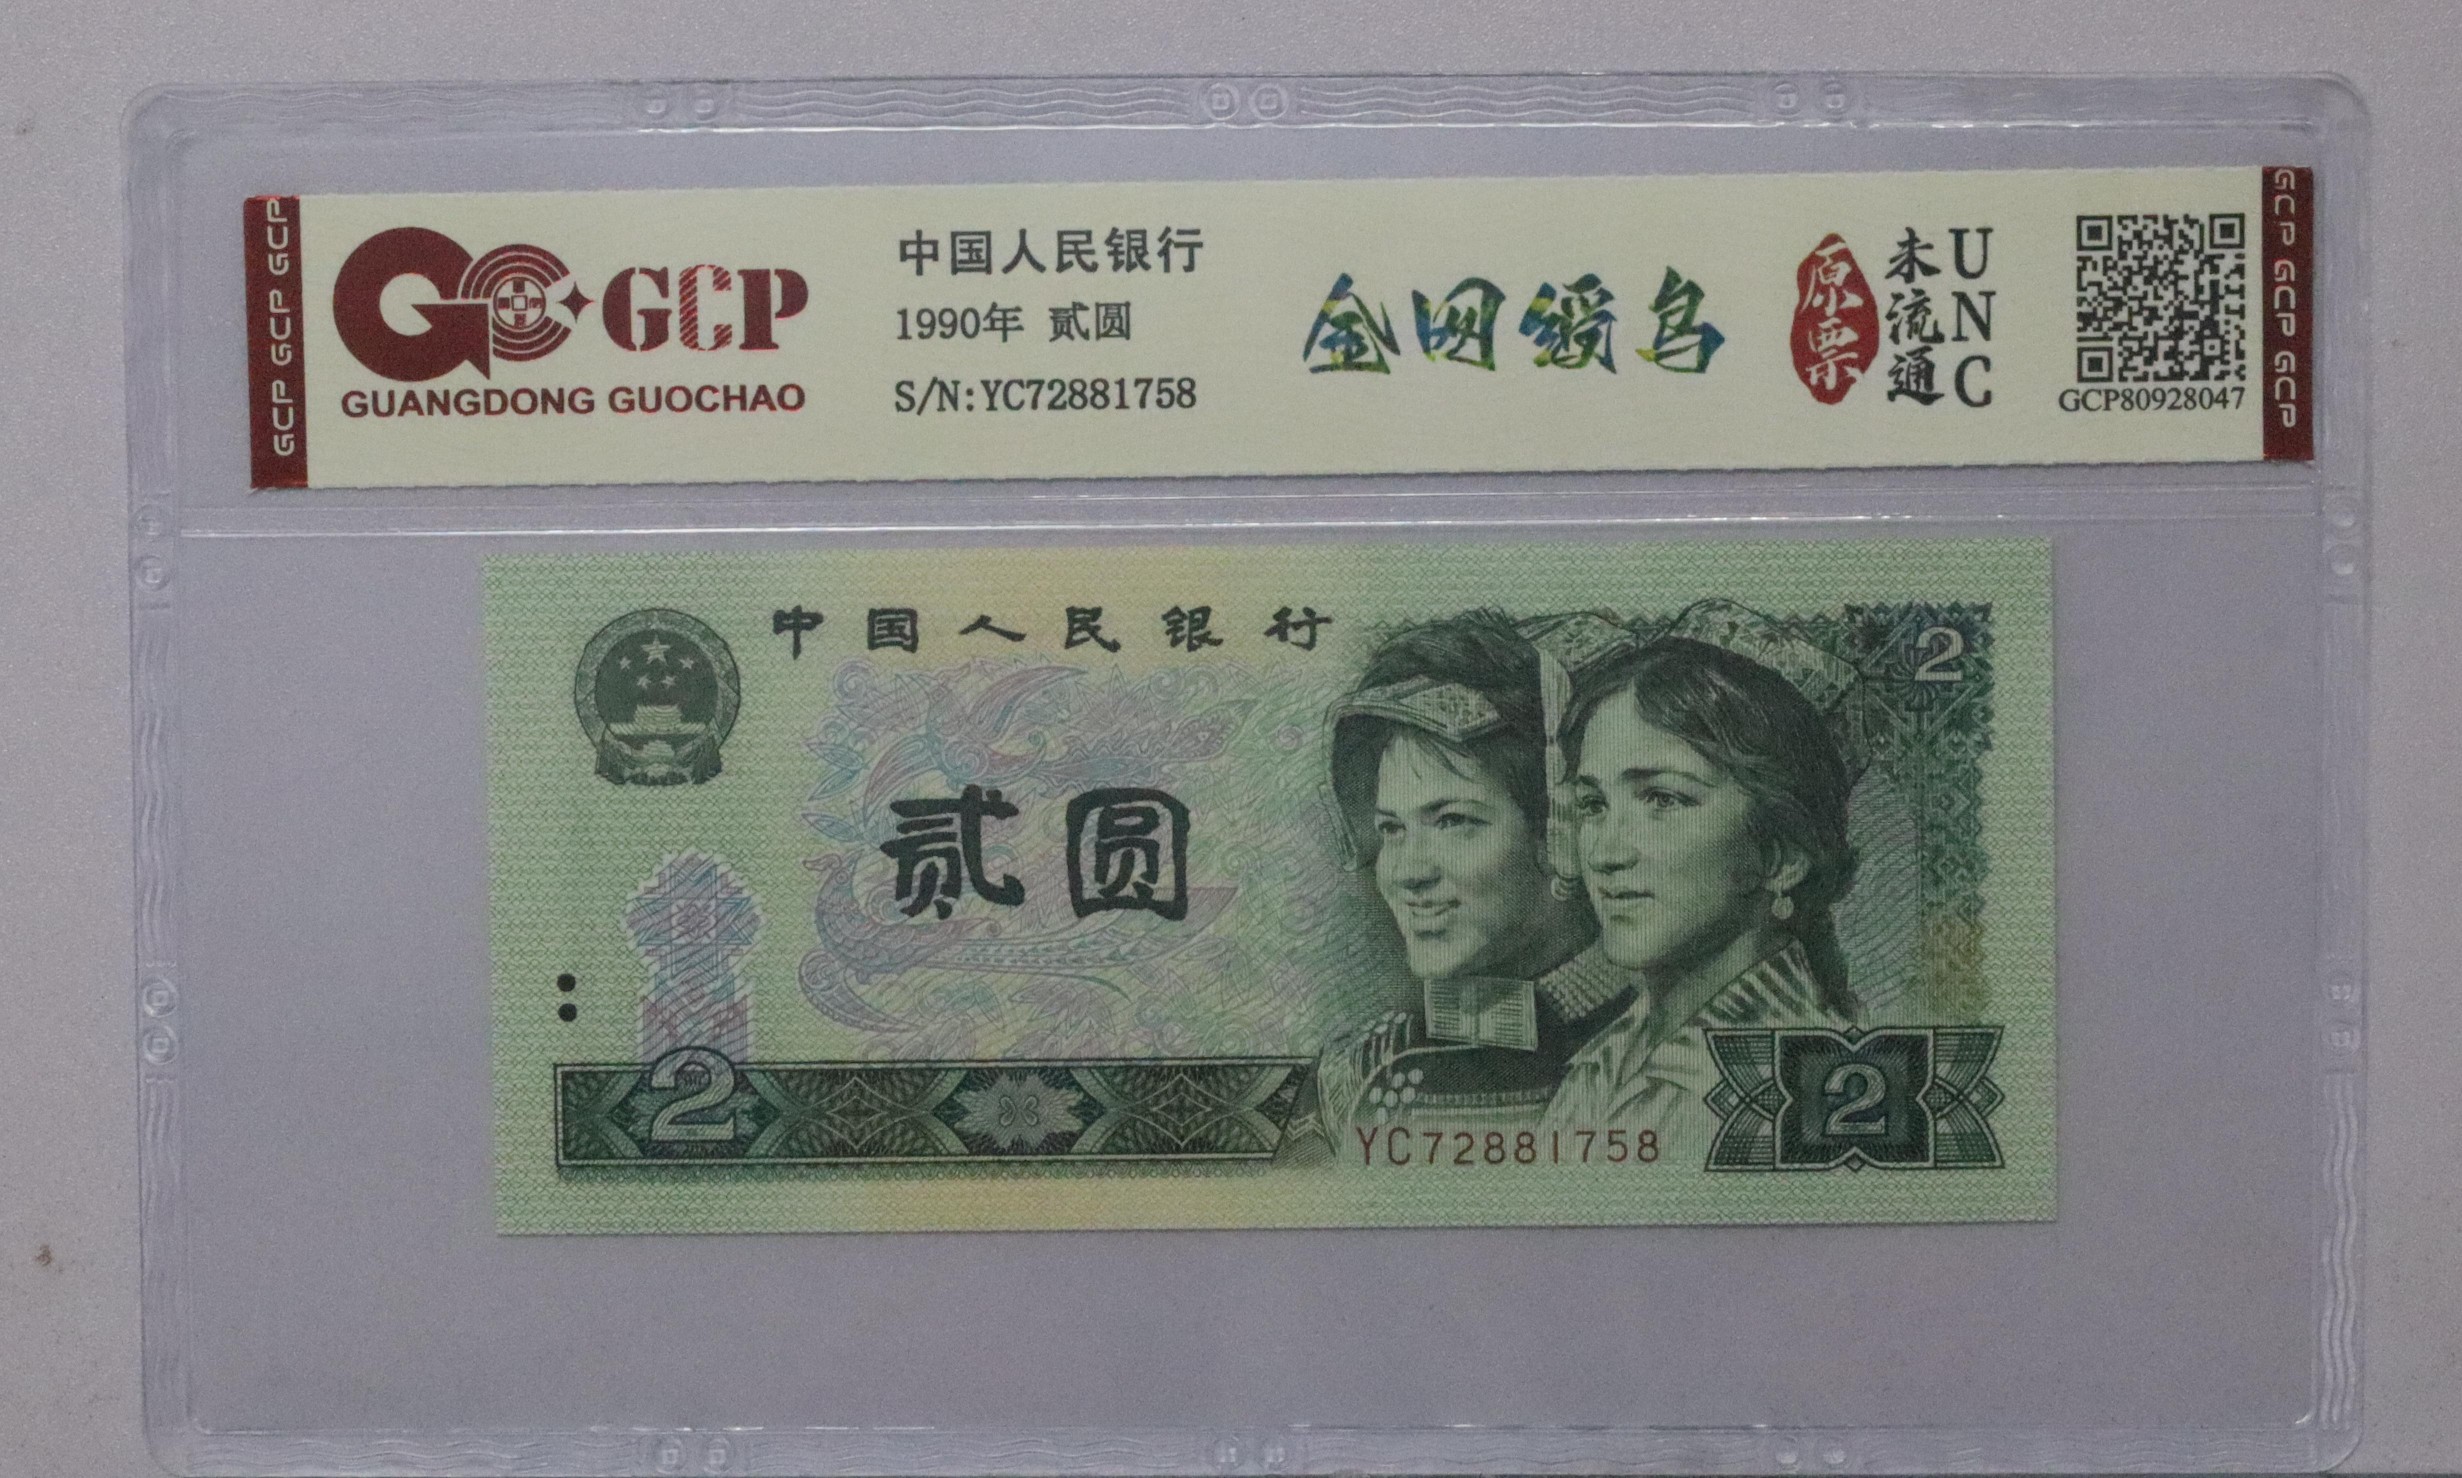 GCP GCP GCP
GCP
GUANGDONG GUOCHAO
中国人民银行
1990年 贰圆
S/N:YC72881758
金网绶鸟
原票
未流通
UNC
GCP80928047
GCP GCP GCP
中国人民银行
2
贰圆
2
YC72881758
2